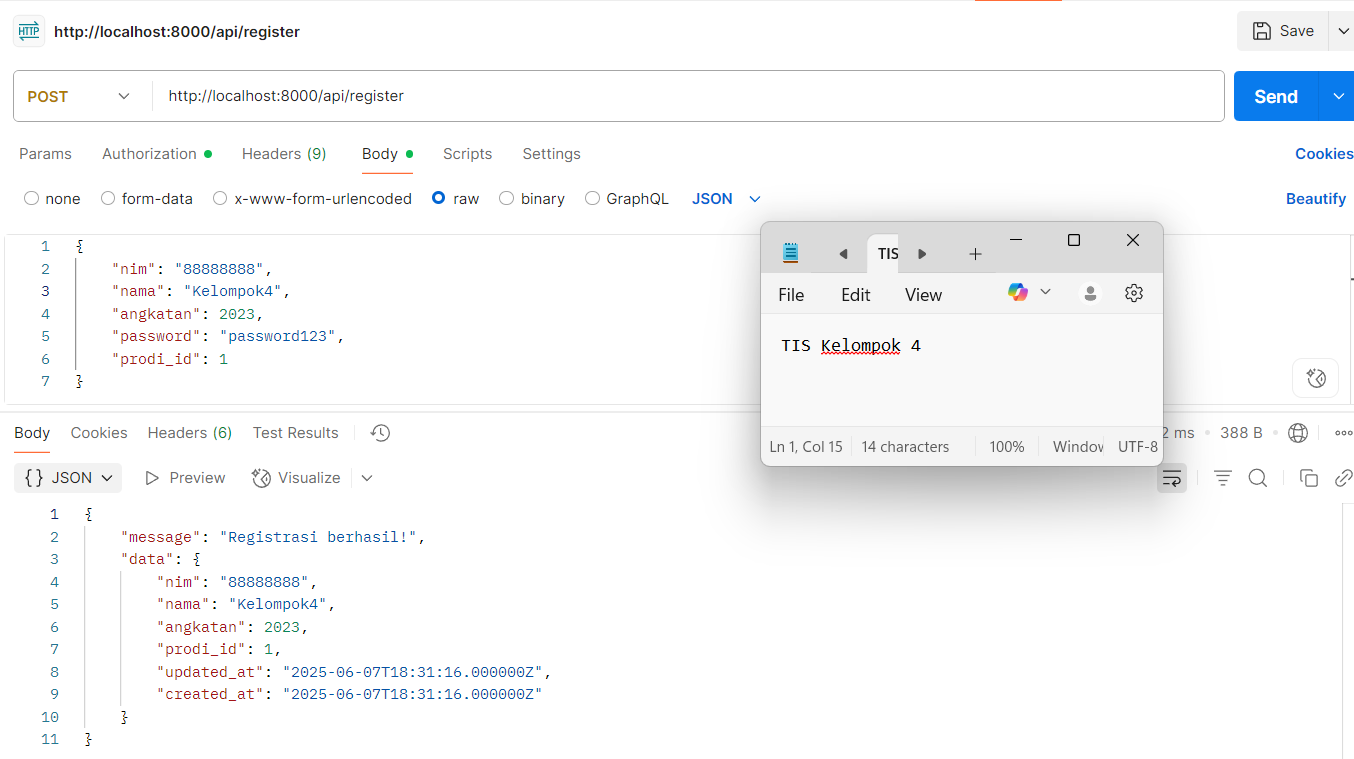 HTTP http://localhost:8000/api/register Save
POST http://localhost:8000/api/register Send
Params Authorization Headers (9) Body Scripts Settings Cookies
none form-data x-www-form-urlencoded raw binary GraphQL JSON Beautify
1 {
2 "nim": "88888888",
3 "nama": "Kelompok4",
4 "angkatan": 2023,
5 "password": "password123",
6 "prodi_id": 1
7 }
TIS
File Edit View
TIS Kelompok 4
Ln 1, Col 15 14 characters 100% Window UTF-8
Body Cookies Headers (6) Test Results 2 ms 388 B
{} JSON Preview Visualize
1 {
2 "message": "Registrasi berhasil!",
3 "data": {
4 "nim": "88888888",
5 "nama": "Kelompok4",
6 "angkatan": 2023,
7 "prodi_id": 1,
8 "updated_at": "2025-06-07T18:31:16.000000Z",
9 "created_at": "2025-06-07T18:31:16.000000Z"
10 }
11 }